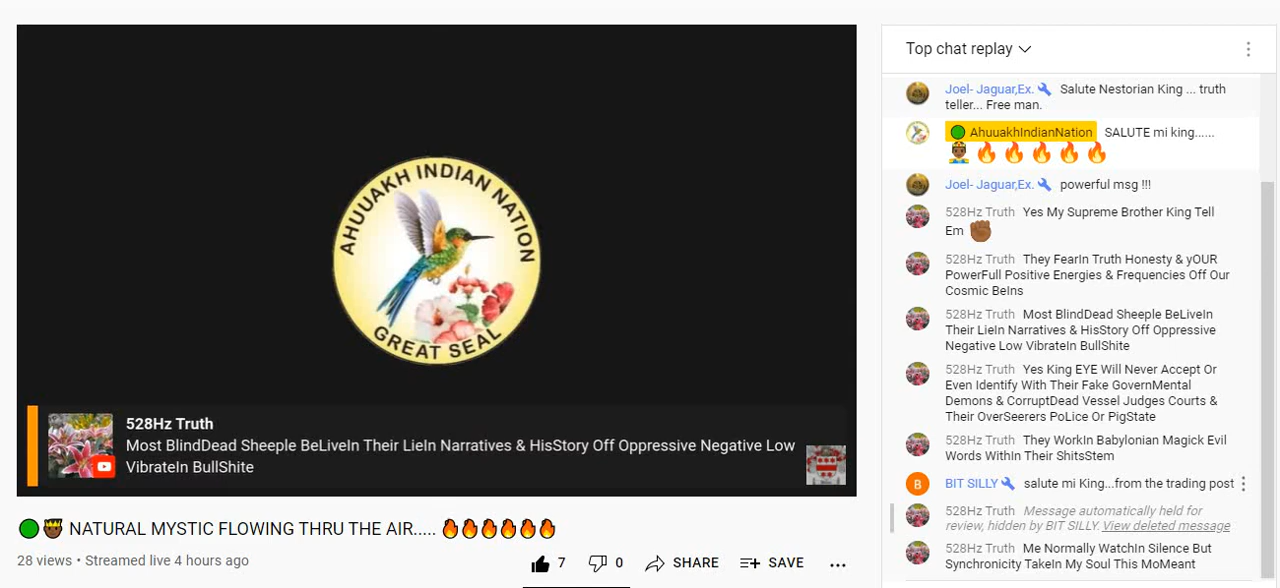 AHUUAKH INDIAN NATION
GREAT SEAL
528Hz Truth
Most BlindDead Sheeple BeLiveIn Their LieIn Narratives & HisStory Off Oppressive Negative Low
VibrateIn BullShite
NATURAL MYSTIC FLOWING THRU THE AIR.....
28 views • Streamed live 4 hours ago
7
0
SHARE
SAVE
Top chat replay
Joel- Jaguar,Ex. Salute Nestorian King ... truth
teller... Free man.
AhuuakhIndianNation SALUTE mi king......
Joel- Jaguar,Ex. powerful msg !!!
528Hz Truth Yes My Supreme Brother King Tell
Em
528Hz Truth They FearIn Truth Honesty & yOUR
PowerFull Positive Energies & Frequencies Off Our
Cosmic BeIns
528Hz Truth Most BlindDead Sheeple BeLiveIn
Their LieIn Narratives & HisStory Off Oppressive
Negative Low VibrateIn BullShite
528Hz Truth Yes King EYE Will Never Accept Or
Even Identify With Their Fake GovernMental
Demons & CorruptDead Vessel Judges Courts &
Their OverSeerers PoLice Or PigState
528Hz Truth They WorkIn Babylonian Magick Evil
Words WithIn Their ShitsStem
B BIT SILLY salute mi King...from the trading post
528Hz Truth Message automatically held for
review, hidden by BIT SILLY. View deleted message
528Hz Truth Me Normally WatchIn Silence But
Synchronicity TakeIn My Soul This MoMeant